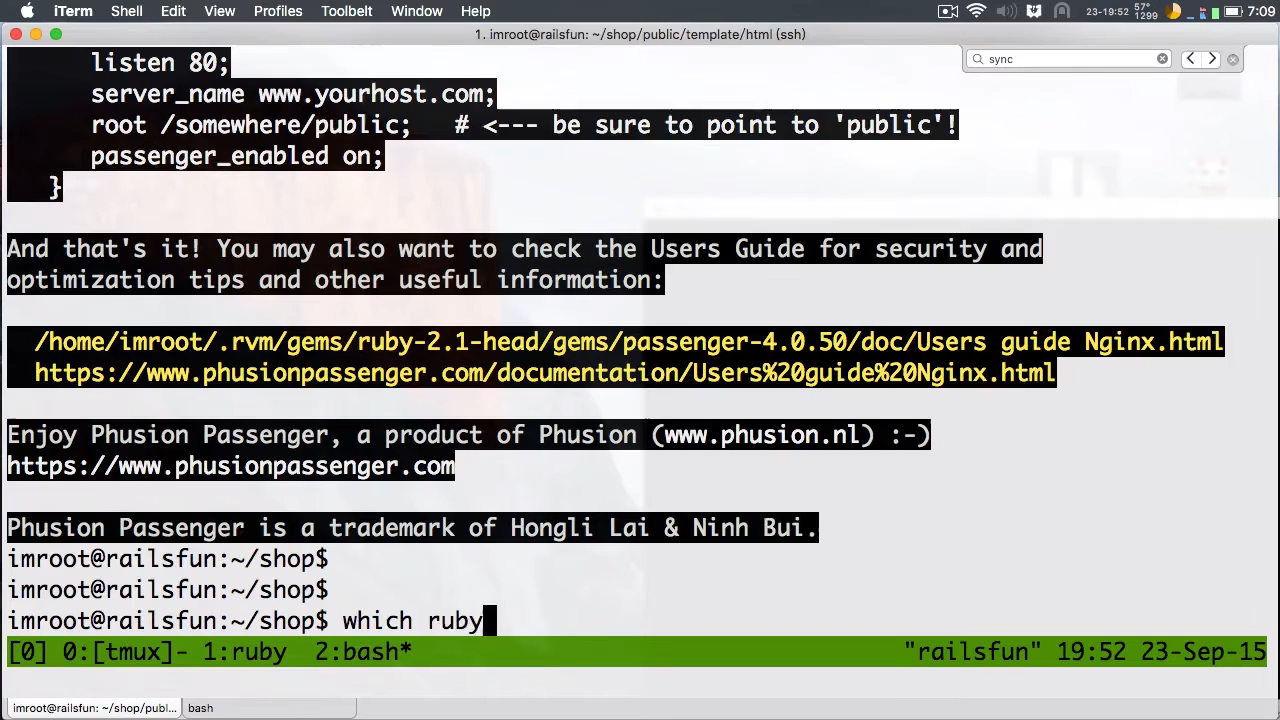 iTerm Shell Edit View Profiles Toolbelt Window Help 23-19:52 57° 1299 7:09
1. imroot@railsfun: ~/shop/public/template/html (ssh)
sync
listen 80;
server_name www.yourhost.com;
root /somewhere/public;   # <--- be sure to point to 'public'!
passenger_enabled on;
}
And that's it! You may also want to check the Users Guide for security and
optimization tips and other useful information:
/home/imroot/.rvm/gems/ruby-2.1-head/gems/passenger-4.0.50/doc/Users guide Nginx.html
https://www.phusionpassenger.com/documentation/Users%20guide%20Nginx.html
Enjoy Phusion Passenger, a product of Phusion (www.phusion.nl) :-)
https://www.phusionpassenger.com
Phusion Passenger is a trademark of Hongli Lai & Ninh Bui.
imroot@railsfun:~/shop$
imroot@railsfun:~/shop$
imroot@railsfun:~/shop$ which ruby
[0] 0:[tmux]- 1:ruby  2:bash* "railsfun" 19:52 23-Sep-15
imroot@railsfun: ~/shop/publ... bash